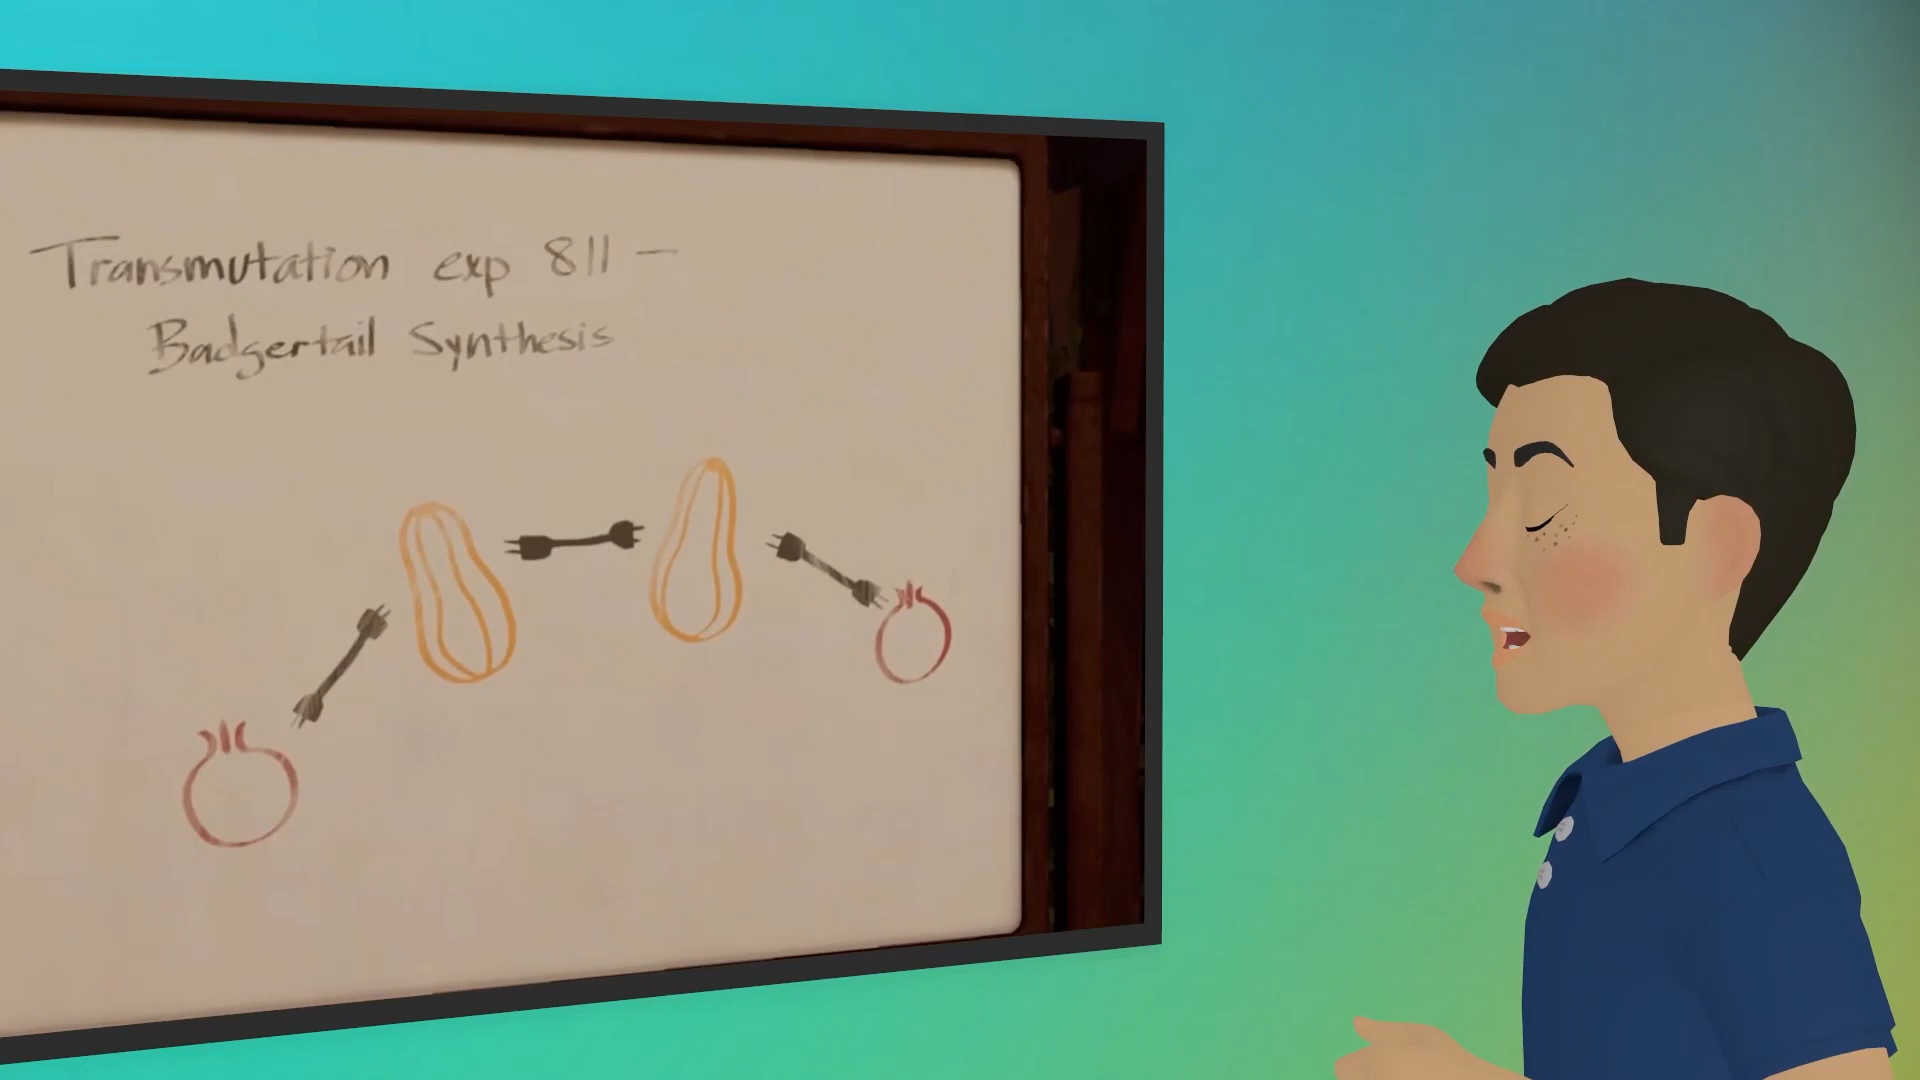 Transmutation exp 811 —
Badgertail Synthesis